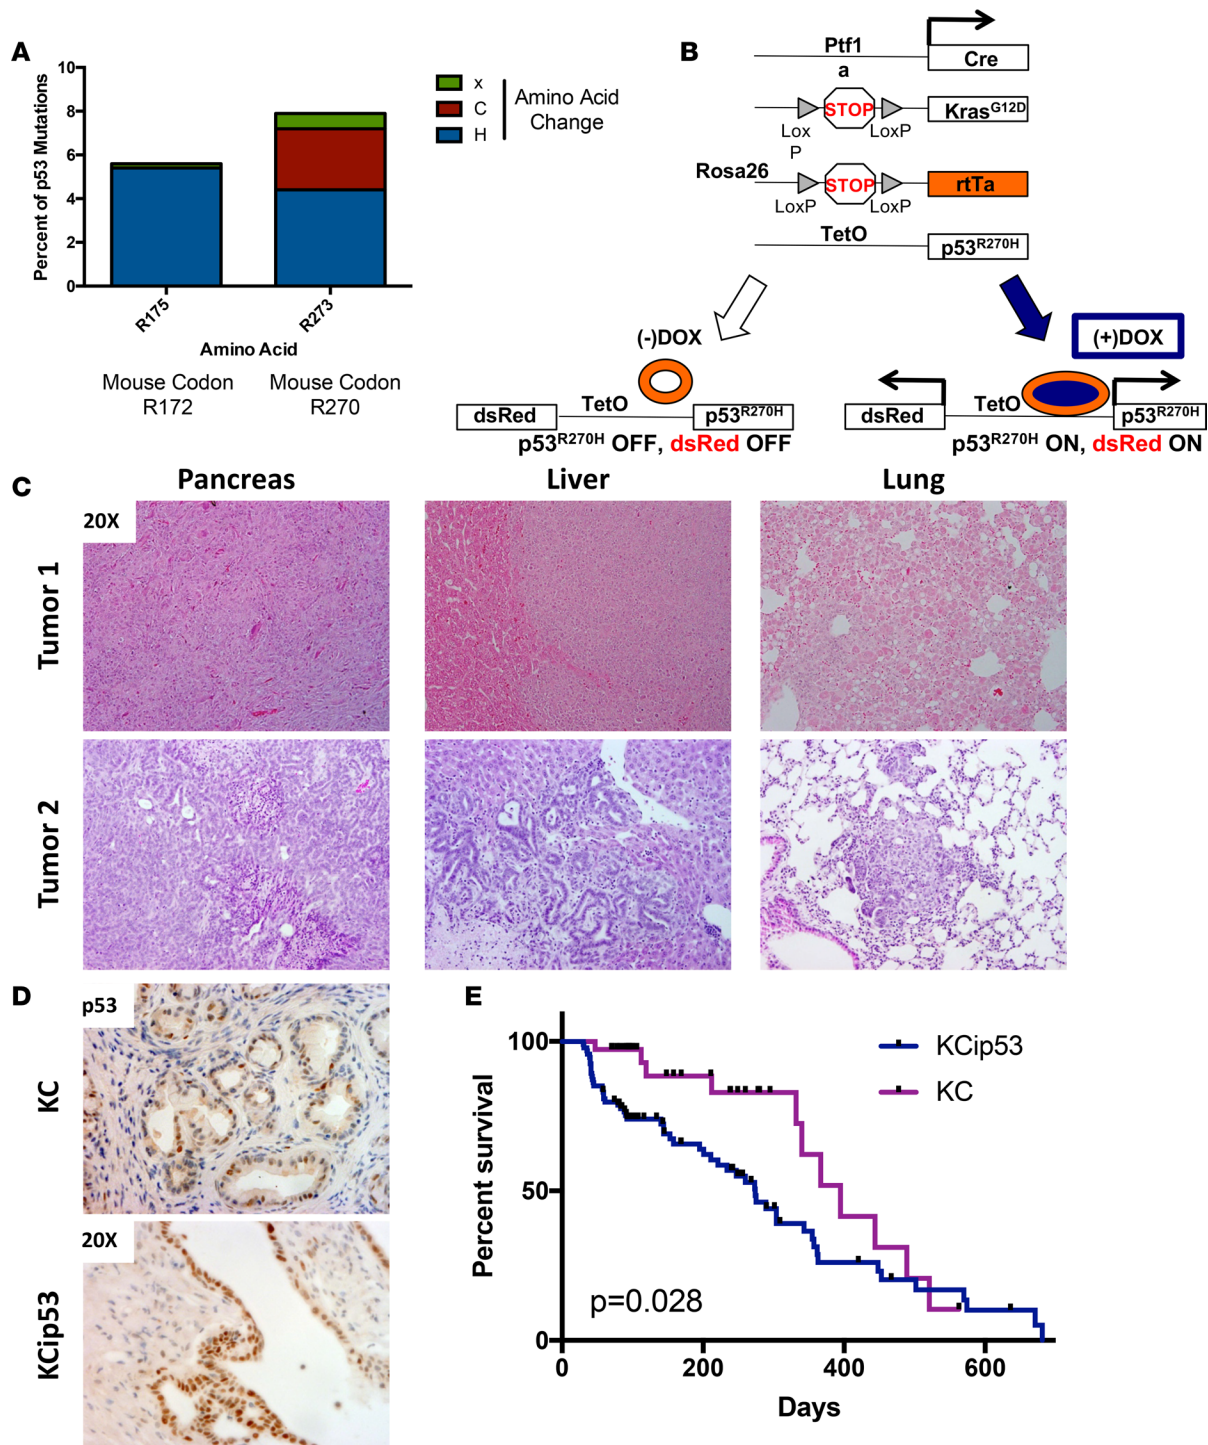 A
Percent of p53 Mutations
10
8
6
4
2
0
R175
R273
Amino Acid
Mouse Codon
R172
Mouse Codon
R270
x
C
H
Amino Acid
Change
B
Ptf1
a
Cre
STOP
Lox
P
LoxP
KrasG12D
Rosa26
STOP
LoxP
LoxP
rtTa
TetO
p53R270H
(-)DOX
dsRed
TetO
p53R270H
p53R270H OFF, dsRed OFF
(+)DOX
dsRed
TetO
p53R270H
p53R270H ON, dsRed ON
C
Pancreas
Liver
Lung
Tumor 1
20X
Tumor 2
D
KC
p53
KCip53
20X
E
Percent survival
100
50
0
KCip53
KC
p=0.028
0
200
400
600
Days